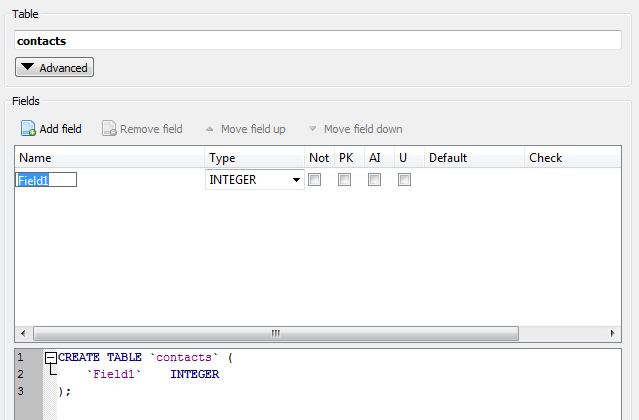 Table
contacts
Advanced
Fields
Add field Remove field Move field up Move field down
Name Type Not PK AI U Default Check
Field1 INTEGER
1 CREATE TABLE `contacts` (
2 `Field1` INTEGER
3 );